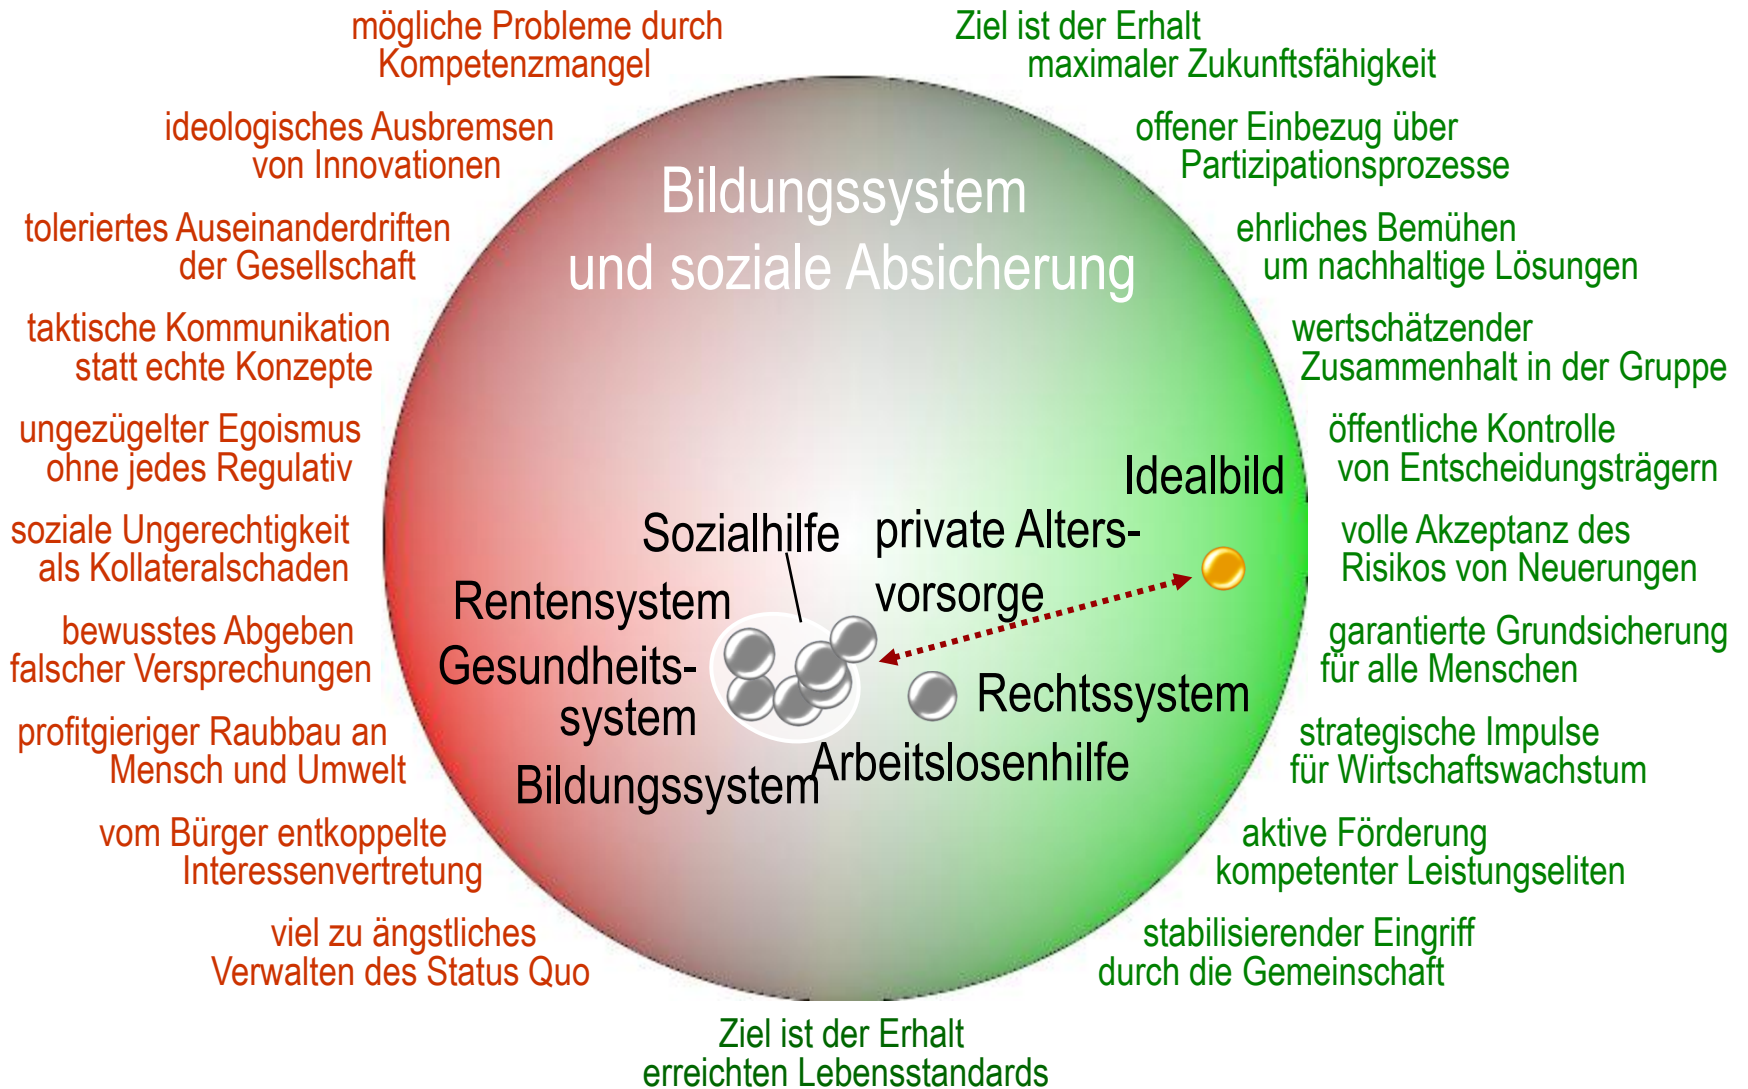 mögliche Probleme durch
Kompetenzmangel
ideologisches Ausbremsen
von Innovationen
toleriertes Auseinanderdriften
der Gesellschaft
taktische Kommunikation
statt echte Konzepte
ungezügelter Egoismus
ohne jedes Regulativ
soziale Ungerechtigkeit
als Kollateralschaden
bewusstes Abgeben
falscher Versprechungen
profitgieriger Raubbau an
Mensch und Umwelt
vom Bürger entkoppelte
Interessenvertretung
viel zu ängstliches
Verwalten des Status Quo
Bildungssystem
und soziale Absicherung
Idealbild
Sozialhilfe
private Alters-
vorsorge
Rentensystem
Gesundheits-
system
Rechtssystem
Bildungssystem
Arbeitslosenhilfe
Ziel ist der Erhalt
maximaler Zukunftsfähigkeit
offener Einbezug über
Partizipationsprozesse
ehrliches Bemühen
um nachhaltige Lösungen
wertschätzender
Zusammenhalt in der Gruppe
öffentliche Kontrolle
von Entscheidungsträgern
volle Akzeptanz des
Risikos von Neuerungen
garantierte Grundsicherung
für alle Menschen
strategische Impulse
für Wirtschaftswachstum
aktive Förderung
kompetenter Leistungseliten
stabilisierender Eingriff
durch die Gemeinschaft
Ziel ist der Erhalt
erreichten Lebensstandards